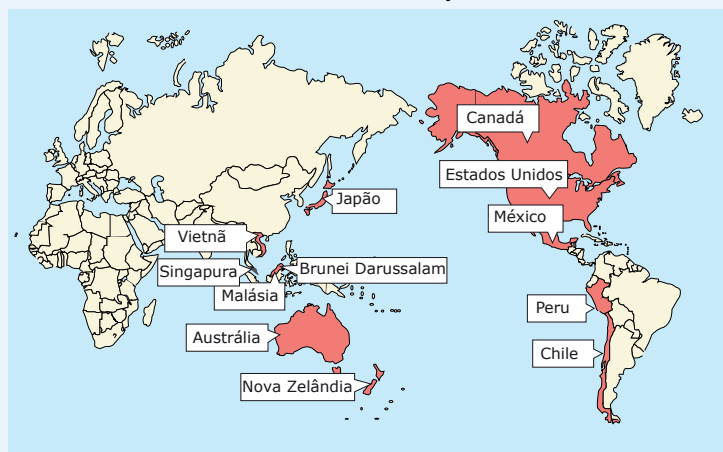 Canadá
Estados Unidos
México
Japão
Vietnã
Singapura
Brunei Darussalam
Malásia
Peru
Austrália
Chile
Nova Zelândia